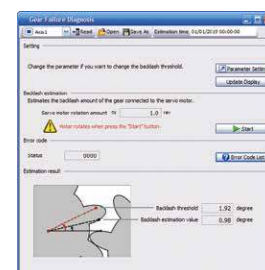 Gear Failure Diagnosis
Axis1 Read Open Save As Estimation time 01/01/2019 00:00:00
Setting
Change the parameter if you want to change the backlash threshold.
Parameter Setting
Update Display
Backlash estimation
Estimates the backlash amount of the gear connected to the servo motor.
Servo motor rotation amount 1.0 rev
Motor rotates when press the "Start" button.
Start
Error code
Status 0000
Error Code List
Estimation result
Backlash threshold 1.92 degree
Backlash estimation value 0.98 degree